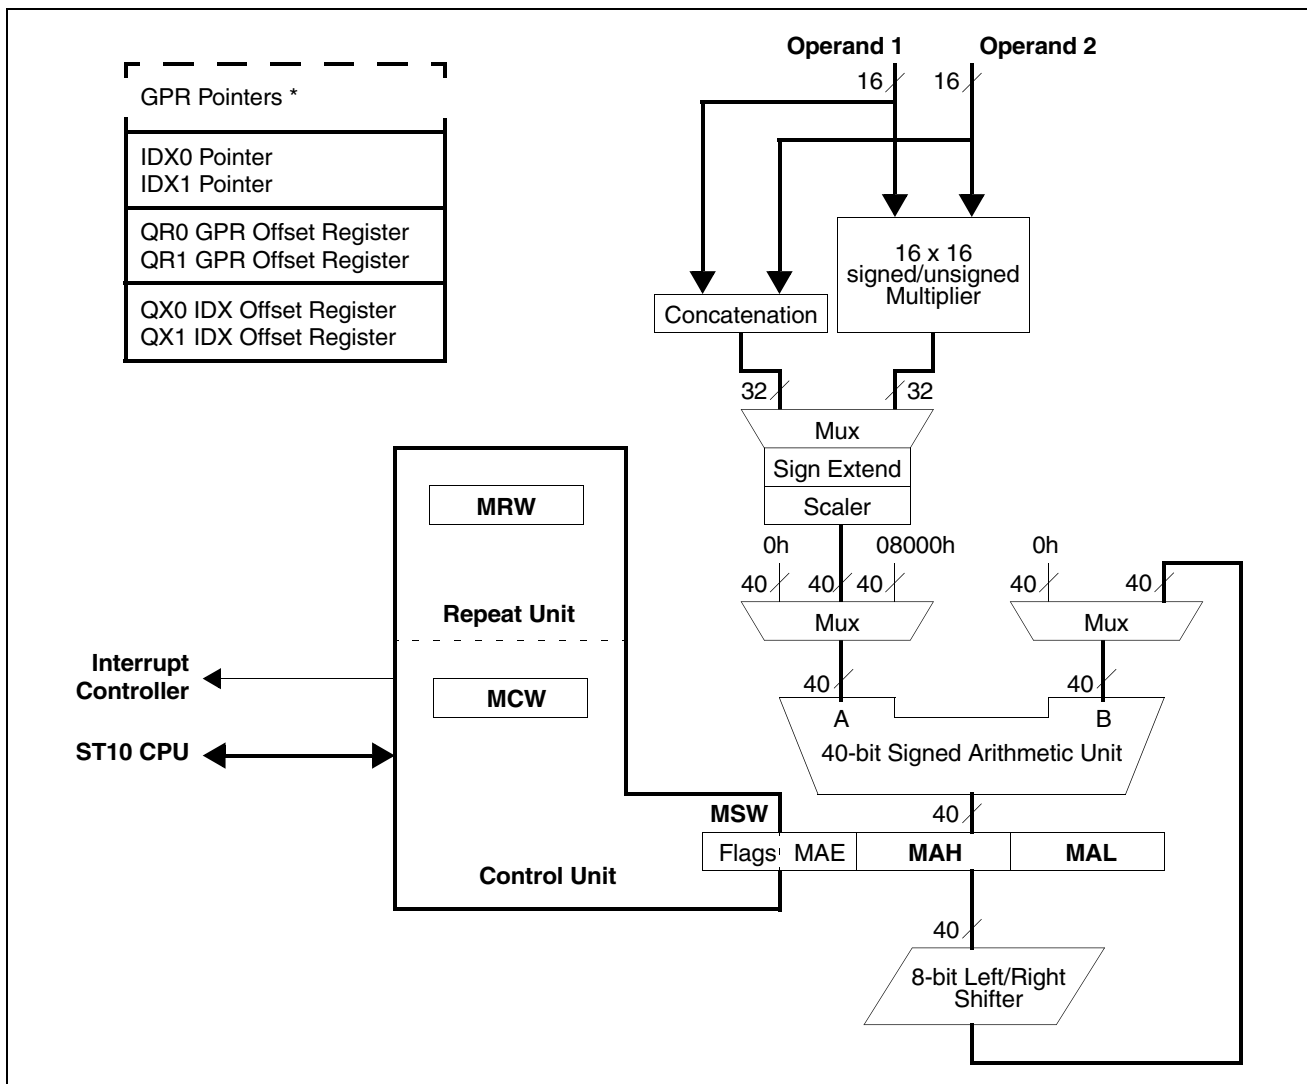 Operand 1
Operand 2
16
16
GPR Pointers *
IDX0 Pointer
IDX1 Pointer
QR0 GPR Offset Register
QR1 GPR Offset Register
QX0 IDX Offset Register
QX1 IDX Offset Register
16 x 16
signed/unsigned
Multiplier
Concatenation
32
32
Mux
Sign Extend
Scaler
MRW
0h
08000h
0h
40
40
40
40
40
Repeat Unit
Mux
Mux
Interrupt
Controller
MCW
40
40
A
B
ST10 CPU
40-bit Signed Arithmetic Unit
MSW
40
Flags
MAE
MAH
MAL
Control Unit
40
8-bit Left/Right
Shifter